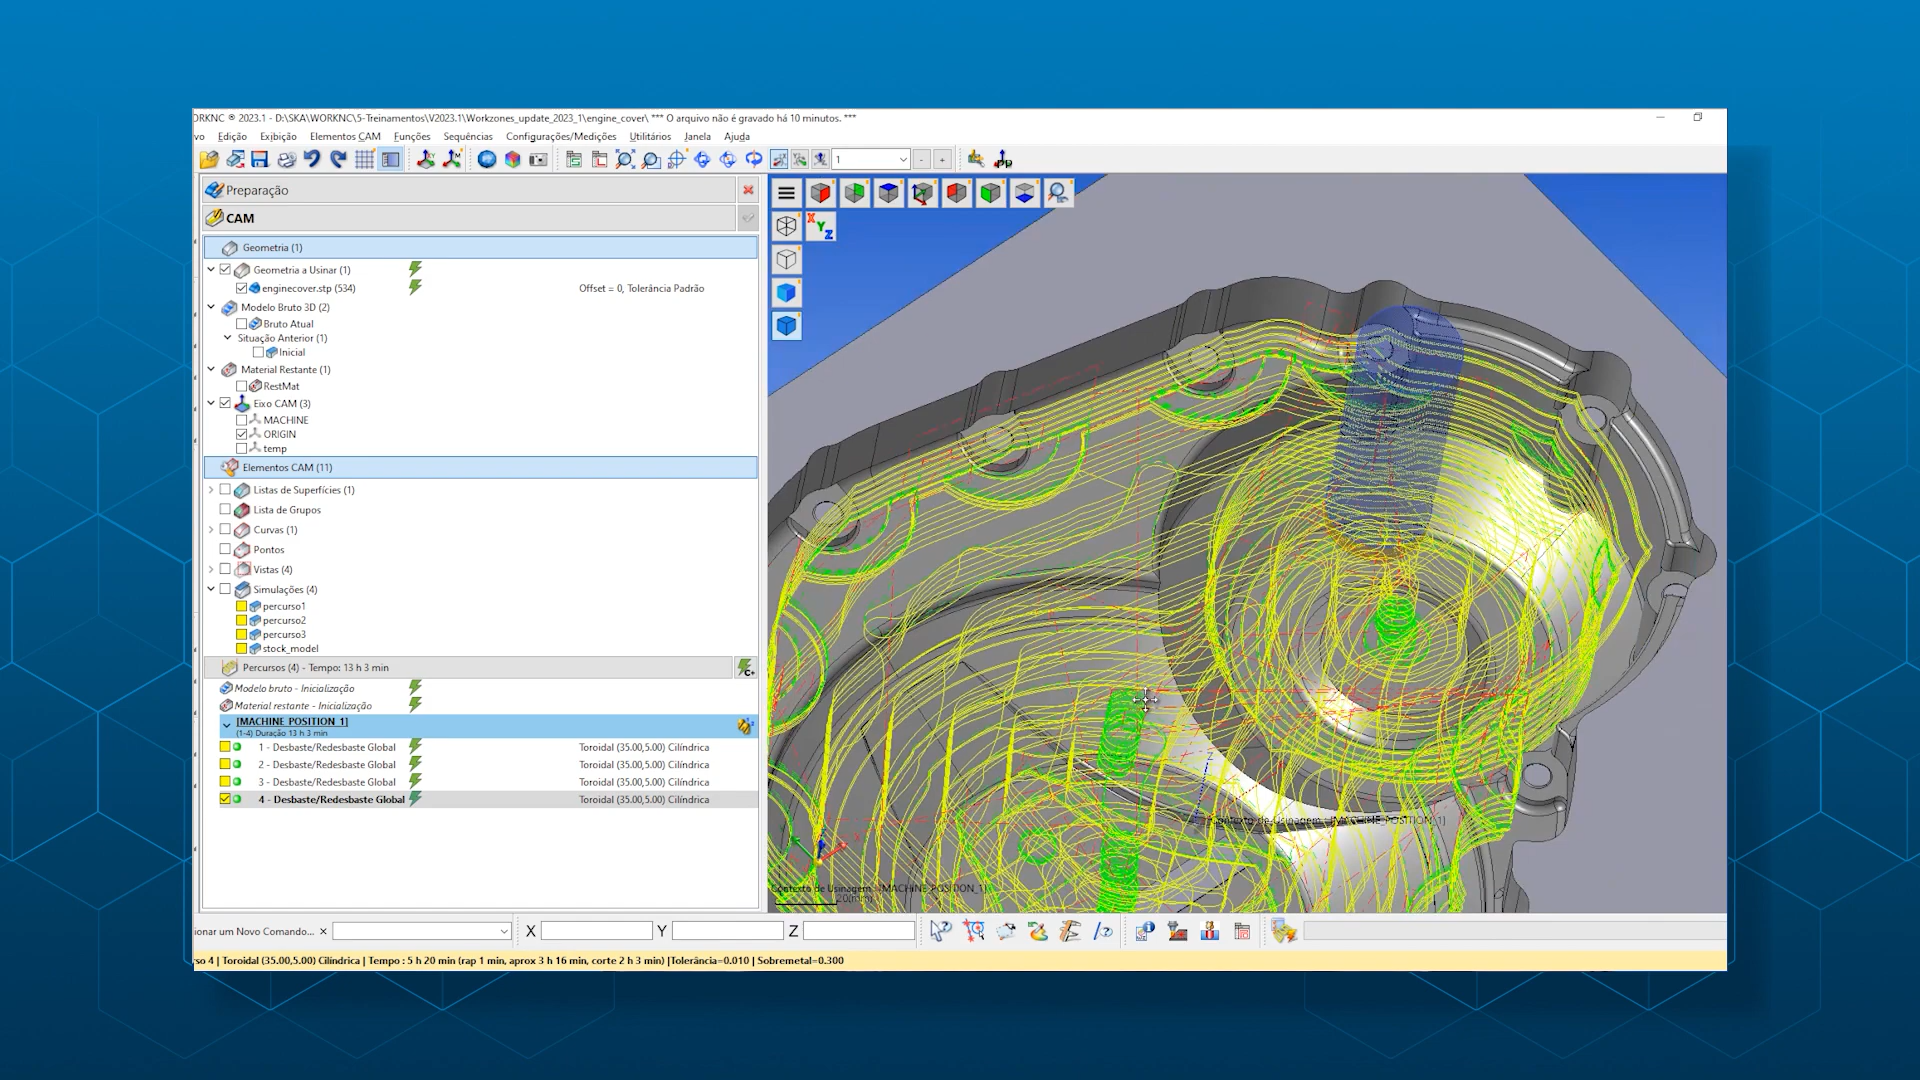 ORKNC ® 2023.1 - D:\SKA\WORKNC\5-Treinamentos\V2023.1\Workzones_update_2023_1\engine_cover\ *** O arquivo não é gravado há 10 minutos. ***
vo Edição Exibição Elementos CAM Funções Sequências Configurações/Medições Utilitários Janela Ajuda
1 - +
Preparação
CAM
Geometria (1)
Geometria a Usinar (1)
enginecover.stp (534) Offset = 0, Tolerância Padrão
Modelo Bruto 3D (2)
Bruto Atual
Situação Anterior (1)
Inicial
Material Restante (1)
RestMat
Eixo CAM (3)
MACHINE
ORIGIN
temp
Elementos CAM (11)
Listas de Superfícies (1)
Lista de Grupos
Curvas (1)
Pontos
Vistas (4)
Simulações (4)
percurso1
percurso2
percurso3
stock_model
Percursos (4) - Tempo: 13 h 3 min
Modelo bruto - Inicialização
Material restante - Inicialização
[MACHINE_POSITION_1]
(1-4) Duração 13 h 3 min
1 - Desbaste/Redesbaste Global Toroidal (35.00,5.00) Cilíndrica
2 - Desbaste/Redesbaste Global Toroidal (35.00,5.00) Cilíndrica
3 - Desbaste/Redesbaste Global Toroidal (35.00,5.00) Cilíndrica
4 - Desbaste/Redesbaste Global Toroidal (35.00,5.00) Cilíndrica
X Y Z
Z
Contexto de Usinagem : [MACHINE_POSITION_1]
Contexto de Usinagem : [MACHINE_POSITION_1]
20(mm)
ionar um Novo Comando... X Y Z
so 4 | Toroidal (35.00,5.00) Cilíndrica | Tempo : 5 h 20 min (rap 1 min, aprox 3 h 16 min, corte 2 h 3 min) |Tolerância=0.010 | Sobremetal=0.300